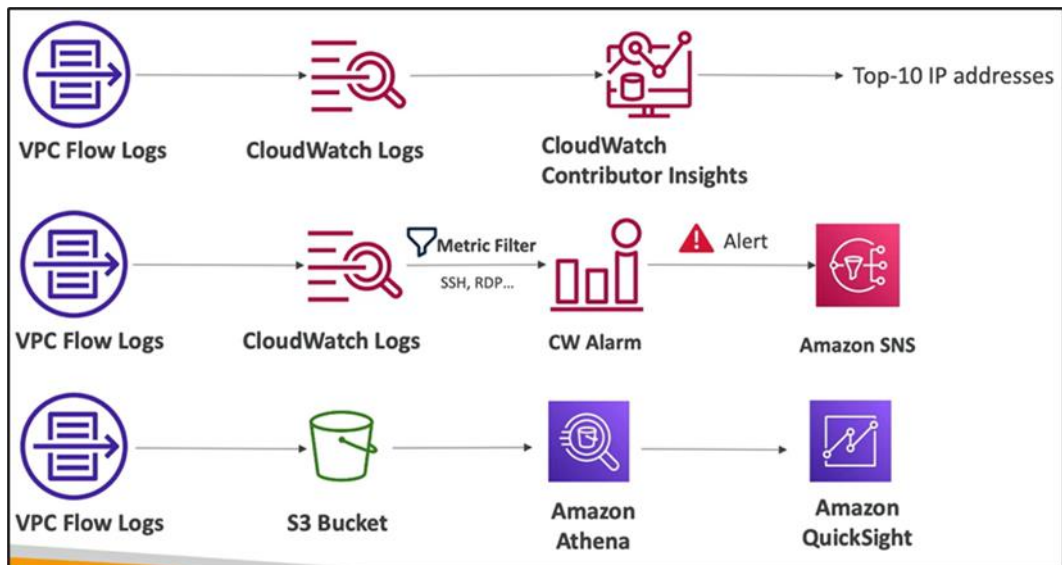 Top-10 IP addresses
VPC Flow Logs
CloudWatch Logs
CloudWatch
Contributor Insights
Metric Filter
SSH, RDP...
Alert
VPC Flow Logs
CloudWatch Logs
CW Alarm
Amazon SNS
VPC Flow Logs
S3 Bucket
Amazon
Athena
Amazon
QuickSight